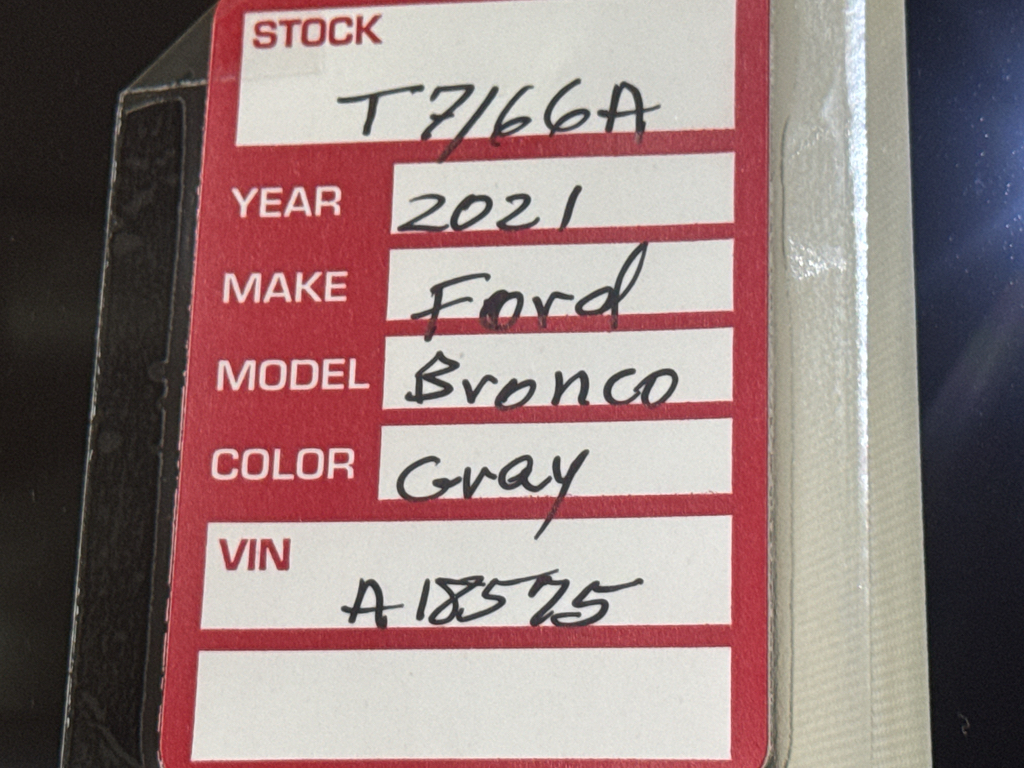 STOCK
T7166A
YEAR 2021
MAKE Ford
MODEL Bronco
COLOR Gray
VIN
A18575